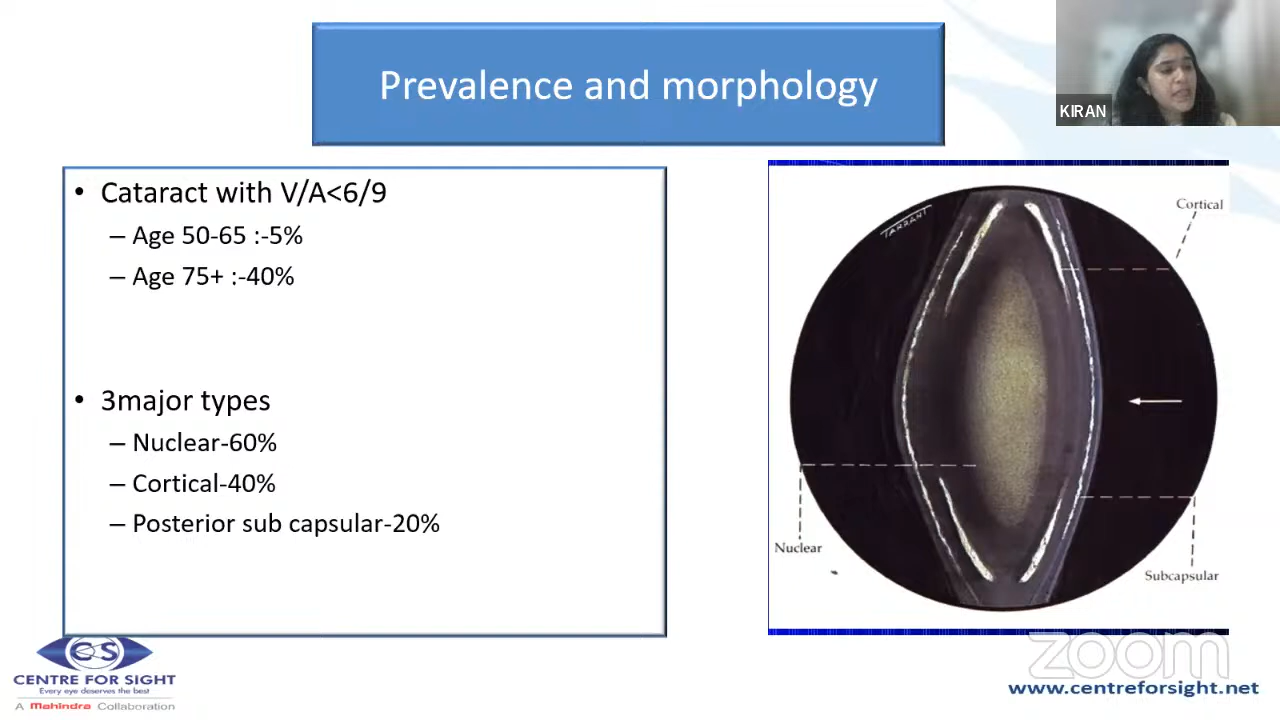 Prevalence and morphology
KIRAN
• Cataract with V/A<6/9
– Age 50-65 :-5%
– Age 75+ :-40%
• 3major types
– Nuclear-60%
– Cortical-40%
– Posterior sub capsular-20%
TARRANT
Cortical
Nuclear
Subcapsular
CS
CENTRE FOR SIGHT
Every eye deserves the best
A Mahindra Collaboration
zoom
www.centreforsight.net